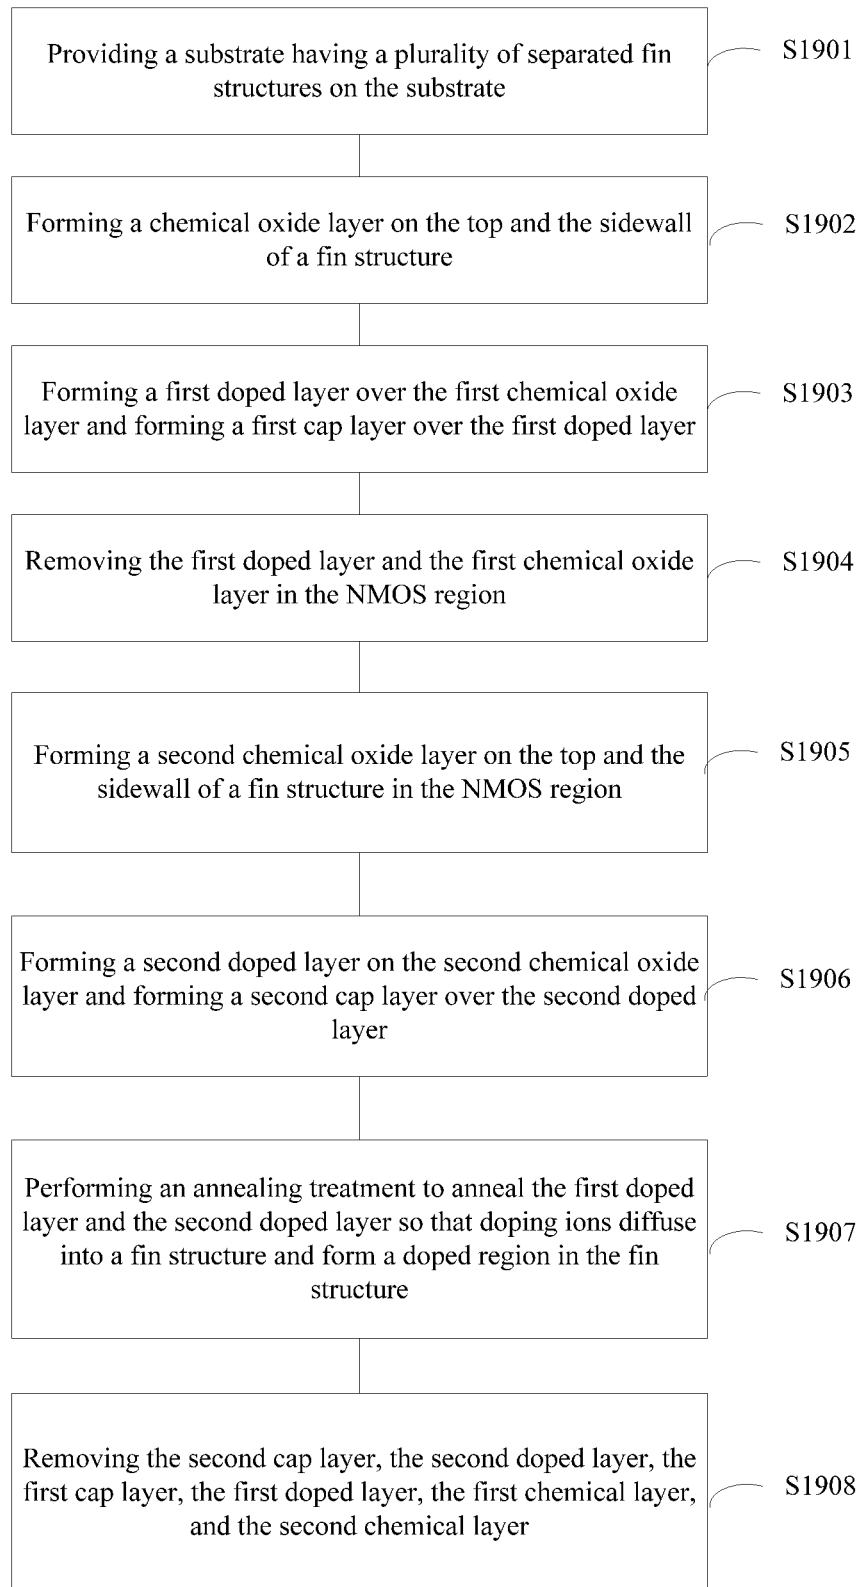 Providing a substrate having a plurality of separated fin
structures on the substrate
S1901
Forming a chemical oxide layer on the top and the sidewall
of a fin structure
S1902
Forming a first doped layer over the first chemical oxide
layer and forming a first cap layer over the first doped layer
S1903
Removing the first doped layer and the first chemical oxide
layer in the NMOS region
S1904
Forming a second chemical oxide layer on the top and the
sidewall of a fin structure in the NMOS region
S1905
Forming a second doped layer on the second chemical oxide
layer and forming a second cap layer over the second doped
layer
S1906
Performing an annealing treatment to anneal the first doped
layer and the second doped layer so that doping ions diffuse
into a fin structure and form a doped region in the fin
structure
S1907
Removing the second cap layer, the second doped layer, the
first cap layer, the first doped layer, the first chemical layer,
and the second chemical layer
S1908